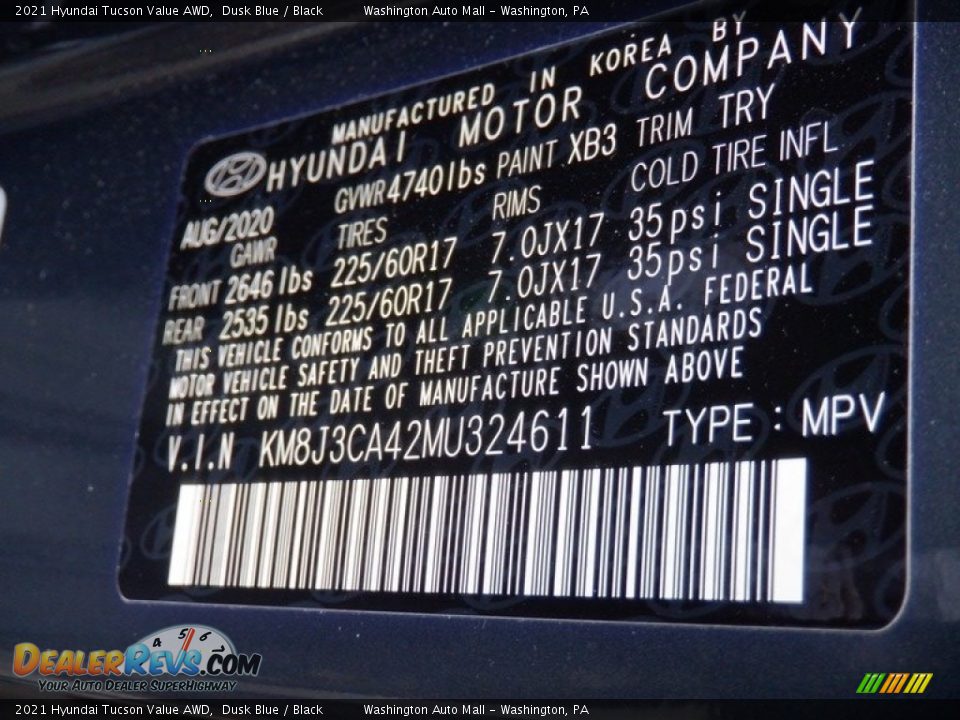 2021 Hyundai Tucson Value AWD, Dusk Blue / Black Washington Auto Mall - Washington, PA
MANUFACTURED IN KOREA BY
HYUNDAI MOTOR COMPANY
AUG/2020 GVWR 4740lbs PAINT XB3 TRIM TRY
GAWR TIRES RIMS COLD TIRE INFL
FRONT 2646 lbs 225/60R17 7.0JX17 35psi SINGLE
REAR 2535 lbs 225/60R17 7.0JX17 35psi SINGLE
THIS VEHICLE CONFORMS TO ALL APPLICABLE U.S.A. FEDERAL
MOTOR VEHICLE SAFETY AND THEFT PREVENTION STANDARDS
IN EFFECT ON THE DATE OF MANUFACTURE SHOWN ABOVE
V.I.N KM8J3CA42MU324611 TYPE : MPV
4 5 6
DEALERREVS.COM
YOUR AUTO DEALER SUPERHIGHWAY
2021 Hyundai Tucson Value AWD, Dusk Blue / Black Washington Auto Mall - Washington, PA